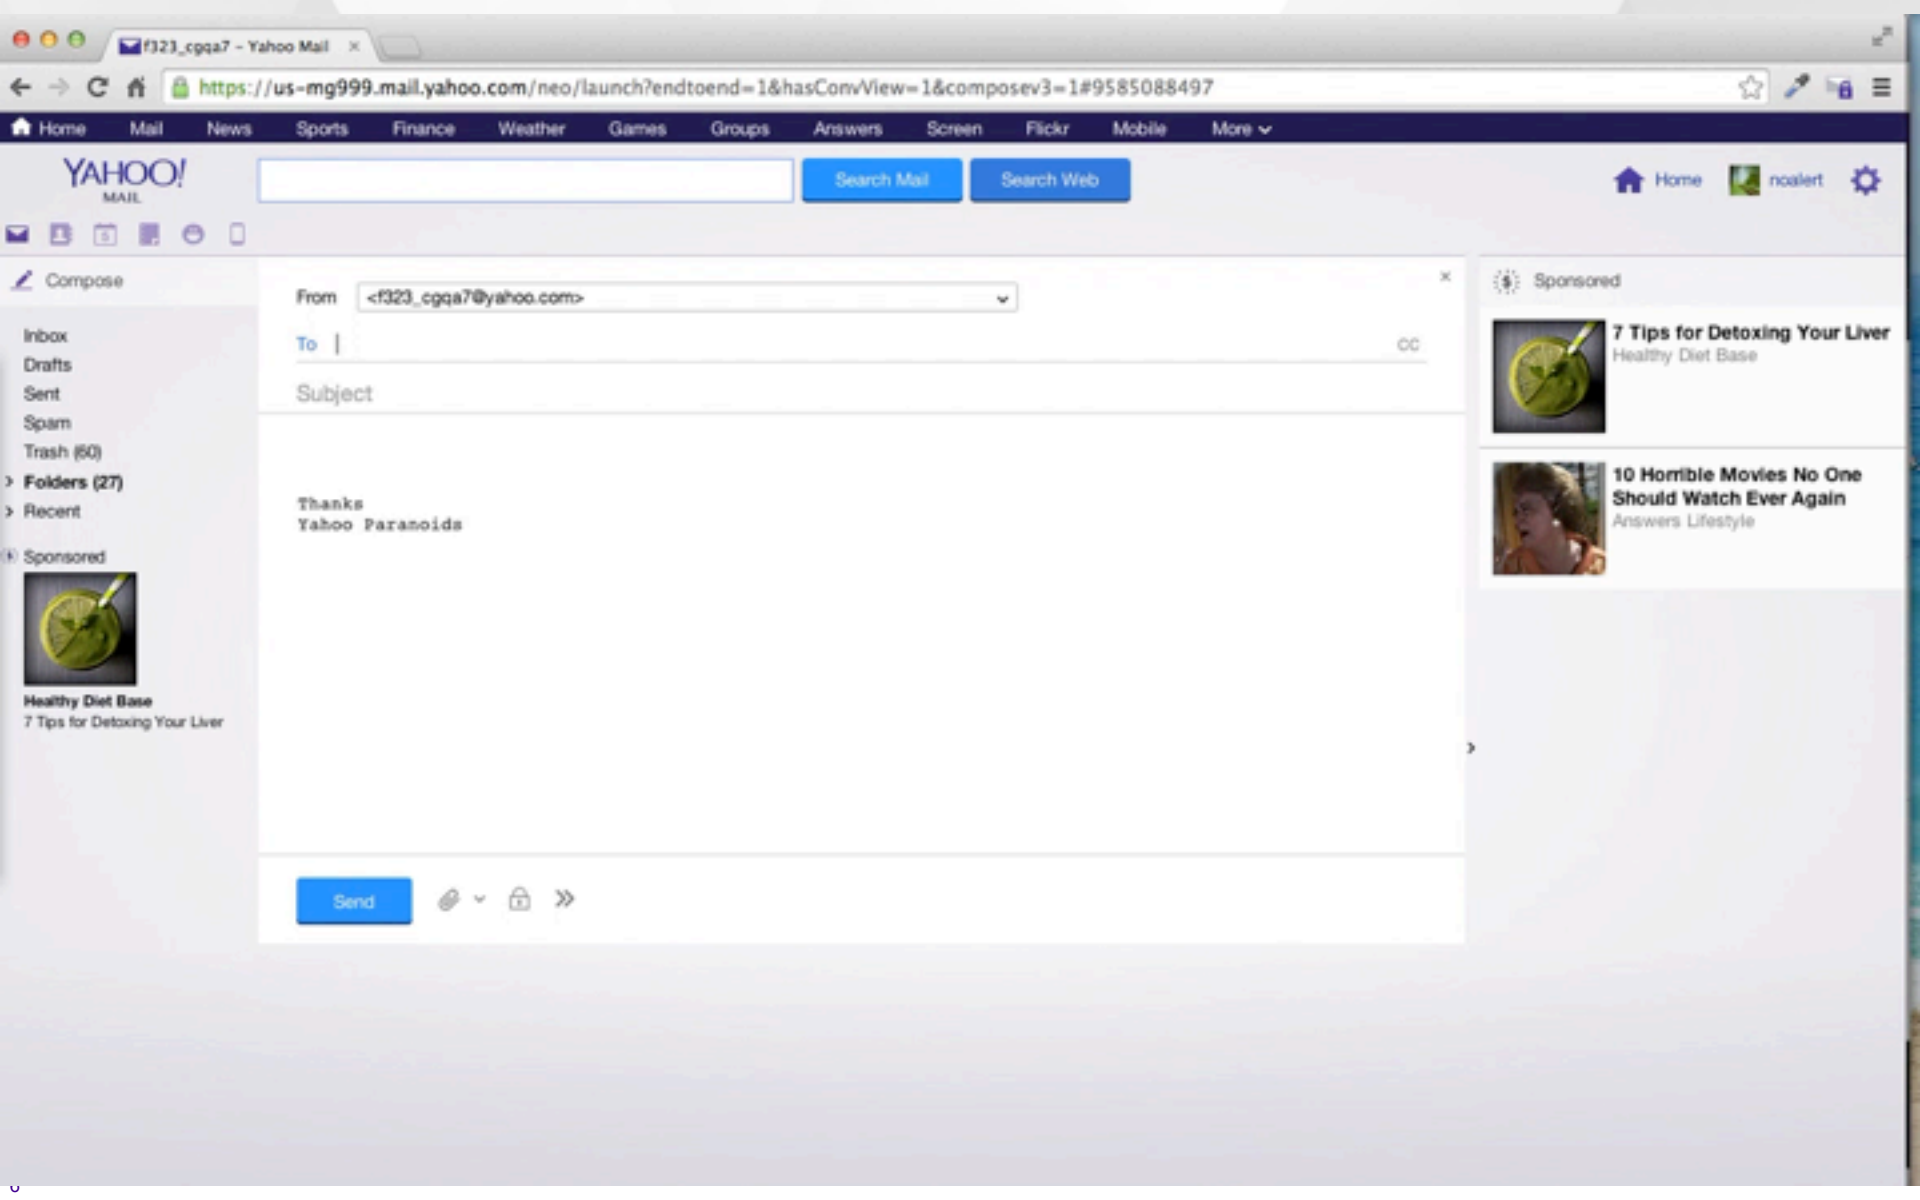 f323_cgqa7 – Yahoo Mail
https://us-mg999.mail.yahoo.com/neo/launch?endtoend=1&hasConvView=1&composev3=1#9585088497
Home Mail News Sports Finance Weather Games Groups Answers Screen Flickr Mobile More
YAHOO!
MAIL
Search Mail
Search Web
Home
noalert
Compose
Inbox
Drafts
Sent
Spam
Trash (60)
Folders (27)
Recent
Sponsored
Healthy Diet Base
7 Tips for Detoxing Your Liver
From <f323_cgqa7@yahoo.com>
To
CC
Subject
Thanks
Yahoo Paranoids
Send
Sponsored
7 Tips for Detoxing Your Liver
Healthy Diet Base
10 Horrible Movies No One
Should Watch Ever Again
Answers Lifestyle